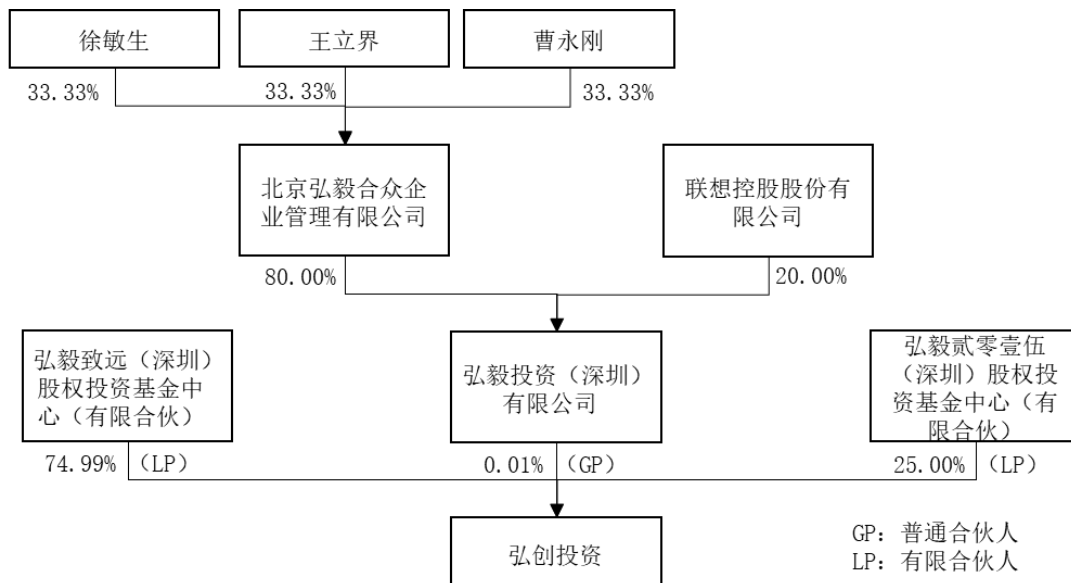 徐敏生
王立界
曹永刚
33.33%
33.33%
33.33%
北京弘毅合众企
业管理有限公司
联想控股股份有
限公司
80.00%
20.00%
弘毅致远（深圳）
股权投资基金中
心（有限合伙）
弘毅投资（深圳）
有限公司
弘毅贰零壹伍
（深圳）股权投
资基金中心（有
限合伙）
74.99%（LP）
0.01%（GP）
25.00%（LP）
弘创投资
GP: 普通合伙人
LP: 有限合伙人